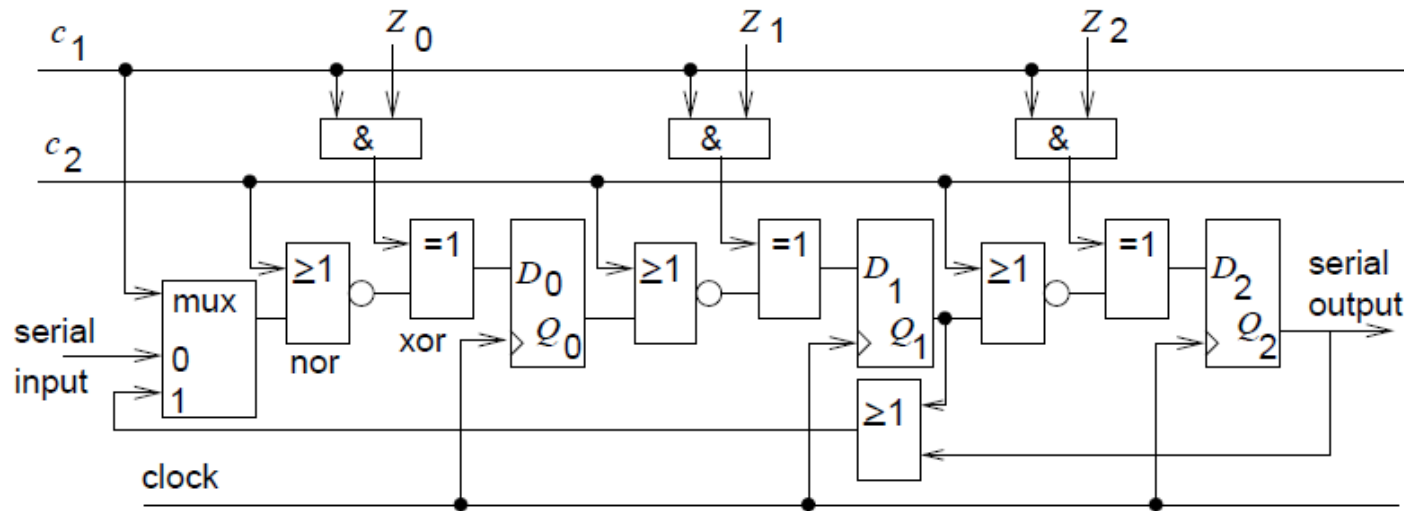 c1
Z0
Z1
Z2
&
&
&
c2
=1
=1
=1
≥1
≥1
≥1
D0
D1
D2
serial output
mux
serial input
0
1
nor
xor
Q0
Q1
Q2
≥1
clock